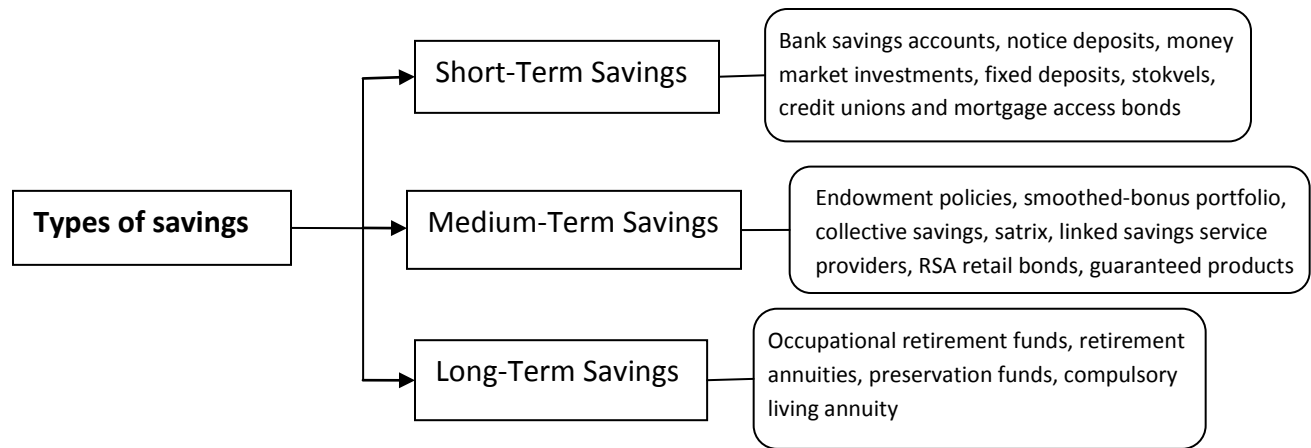 Types of savings
Short-Term Savings
Bank savings accounts, notice deposits, money
market investments, fixed deposits, stokvels,
credit unions and mortgage access bonds
Medium-Term Savings
Endowment policies, smoothed-bonus portfolio,
collective savings, satrix, linked savings service
providers, RSA retail bonds, guaranteed products
Long-Term Savings
Occupational retirement funds, retirement
annuities, preservation funds, compulsory
living annuity